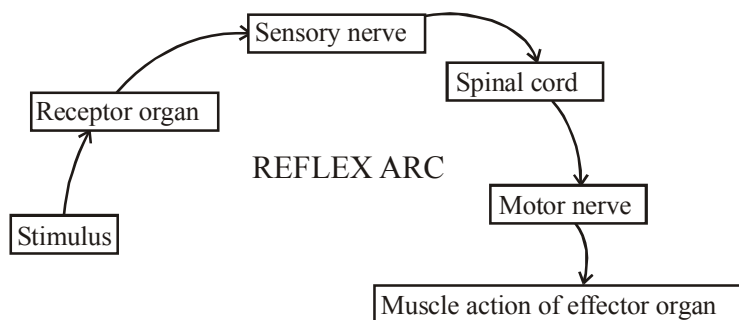 Sensory nerve
Spinal cord
Receptor organ
REFLEX ARC
Motor nerve
Stimulus
Muscle action of effector organ